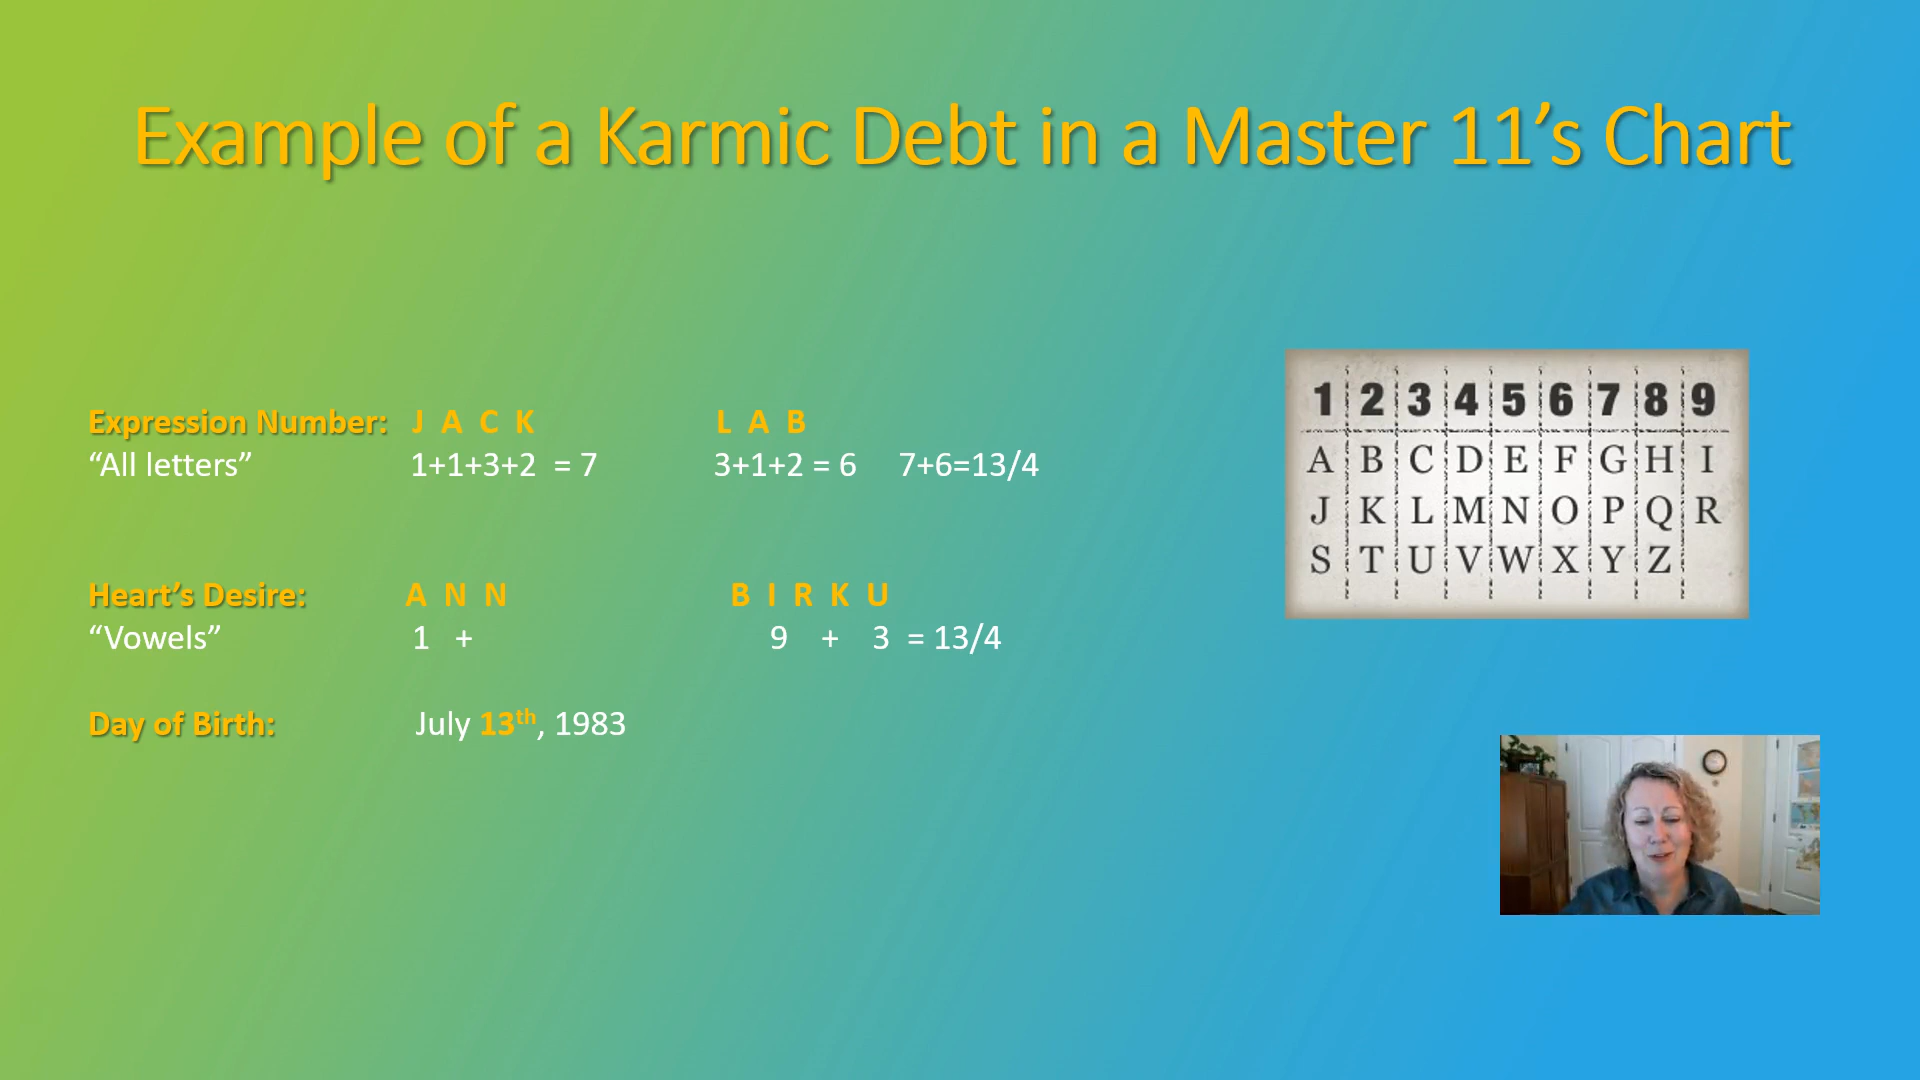 Example of a Karmic Debt in a Master 11’s Chart
Expression Number: J A C K L A B
“All letters” 1+1+3+2 = 7 3+1+2 = 6 7+6=13/4
Heart’s Desire: A N N B I R K U
“Vowels” 1 + 9 + 3 = 13/4
Day of Birth: July 13th, 1983
1 2 3 4 5 6 7 8 9
A B C D E F G H I
J K L M N O P Q R
S T U V W X Y Z